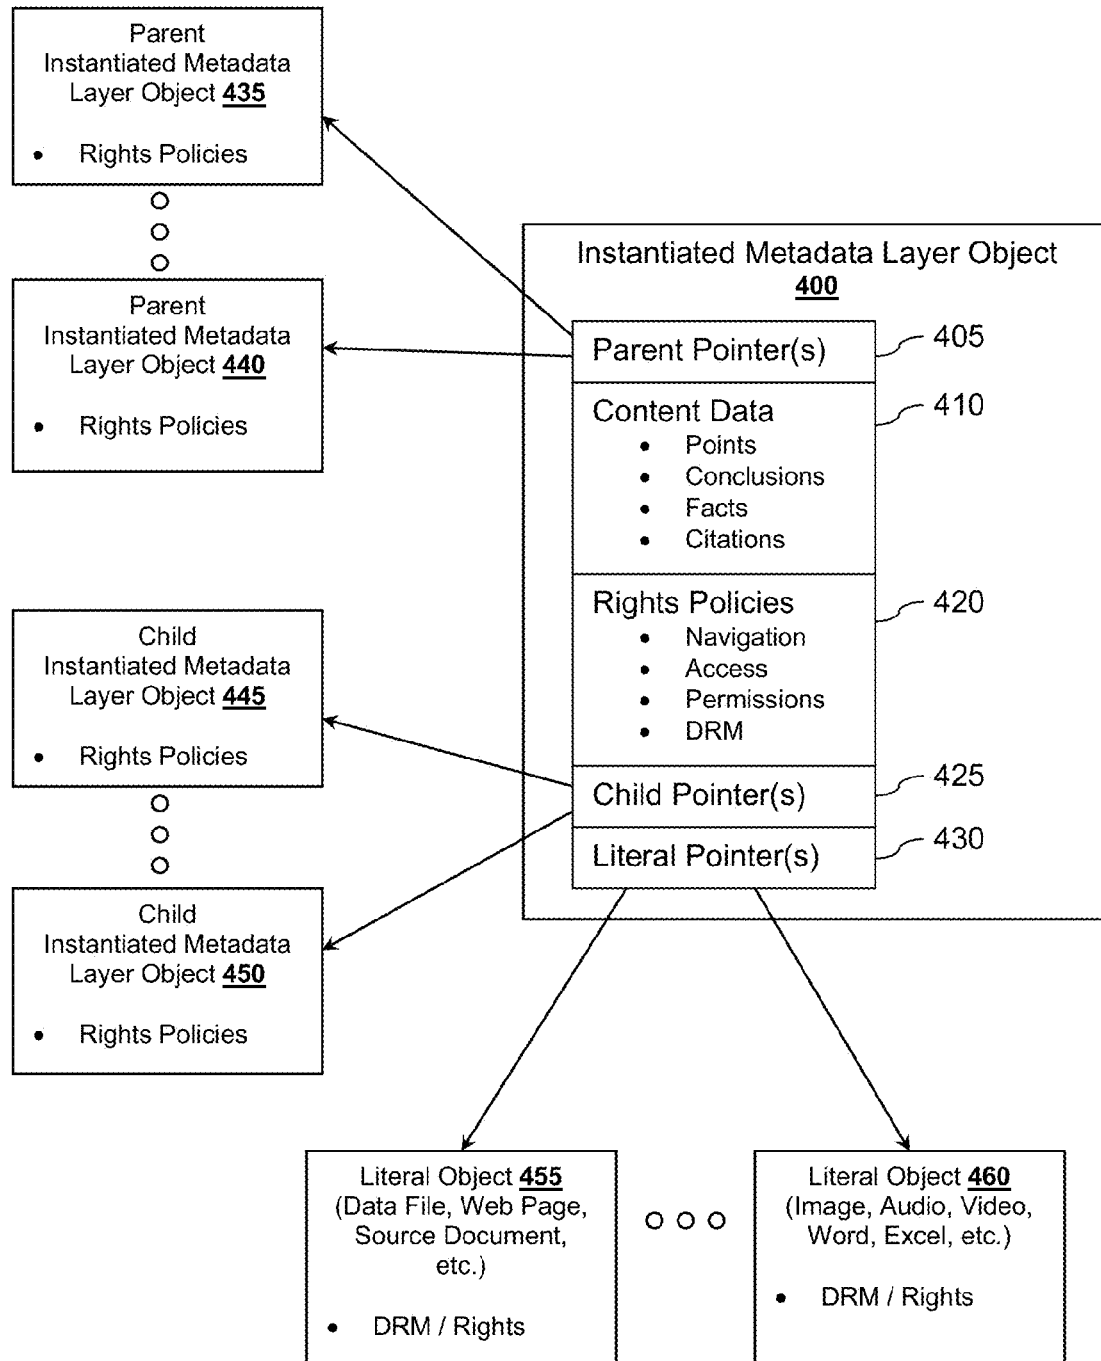 Parent
Instantiated Metadata
Layer Object 435
• Rights Policies
Parent
Instantiated Metadata
Layer Object 440
• Rights Policies
Instantiated Metadata Layer Object
400
Parent Pointer(s)
405
Content Data
410
• Points
• Conclusions
• Facts
• Citations
Rights Policies
420
• Navigation
• Access
• Permissions
• DRM
Child Pointer(s)
425
Literal Pointer(s)
430
Child
Instantiated Metadata
Layer Object 445
• Rights Policies
Child
Instantiated Metadata
Layer Object 450
• Rights Policies
Literal Object 455
(Data File, Web Page,
Source Document,
etc.)
• DRM / Rights
Literal Object 460
(Image, Audio, Video,
Word, Excel, etc.)
• DRM / Rights